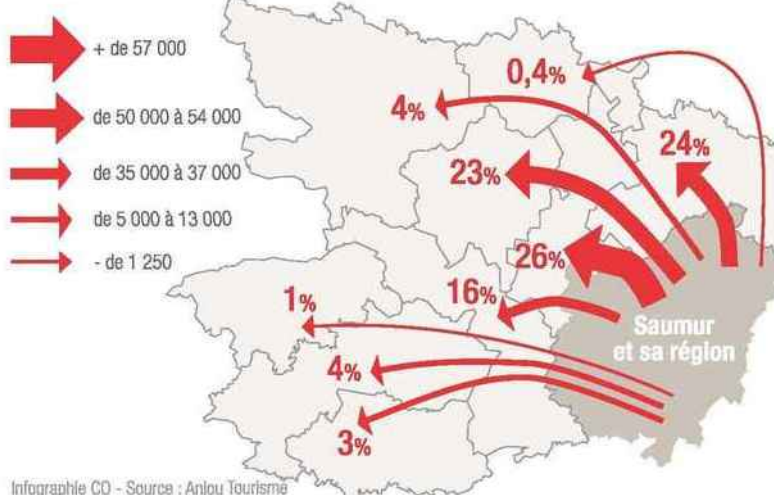 + de 57 000
de 50 000 à 54 000
de 35 000 à 37 000
de 5 000 à 13 000
- de 1 250
0,4%
4%
24%
23%
26%
16%
1%
Saumur
et sa région
4%
3%
Infographie CO - Source : Anjou Tourisme